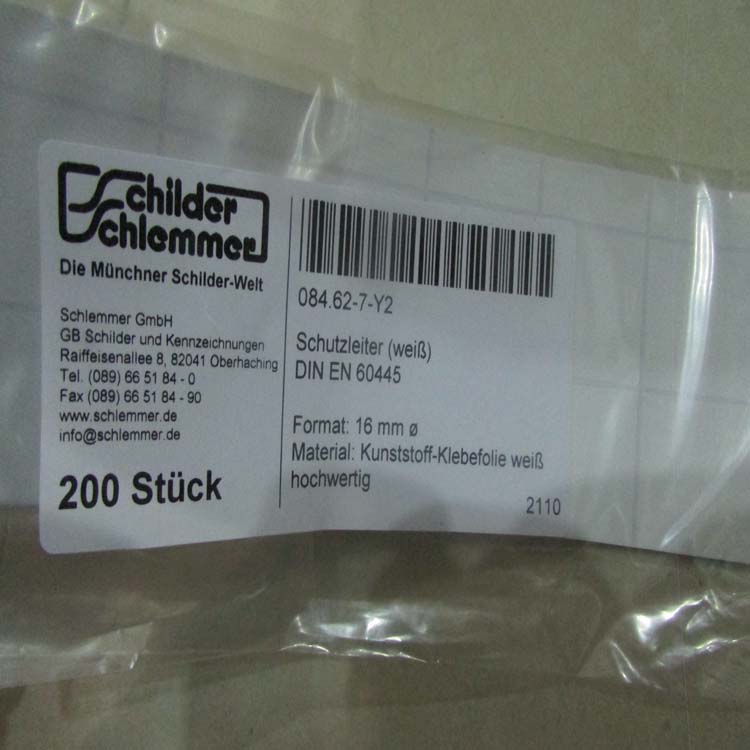 Schilder
Schlemmer
Die Münchner Schilder-Welt
Schlemmer GmbH
GB Schilder und Kennzeichnungen
Raiffeisenallee 8, 82041 Oberhaching
Tel. (089) 66 51 84 - 0
Fax (089) 66 51 84 - 90
www.schlemmer.de
info@schlemmer.de
200 Stück
084.62-7-Y2
Schutzleiter (weiß)
DIN EN 60445
Format: 16 mm ø
Material: Kunststoff-Klebefolie weiß
hochwertig
2110